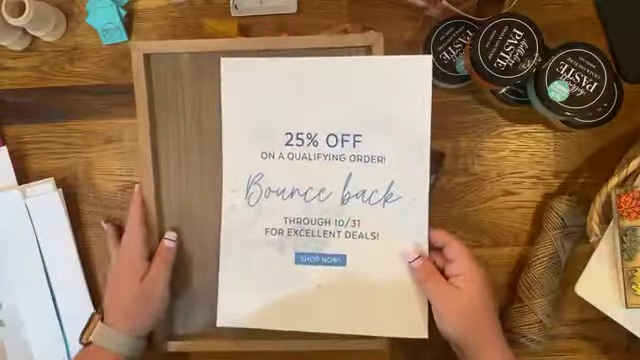 25% OFF
ON A QUALIFYING ORDER!
Bounce back
THROUGH 10/31
FOR EXCELLENT DEALS!
SHOP NOW!
PASTE
PASTE
PASTE